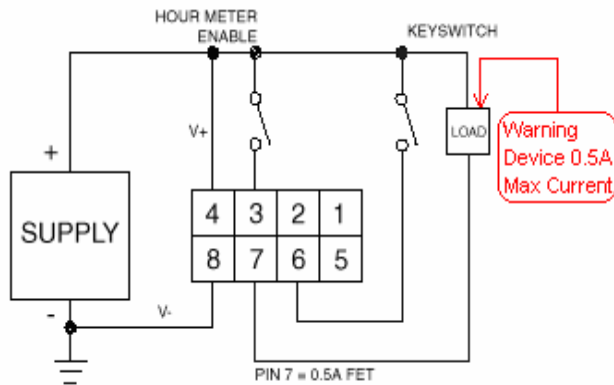 HOUR METER
ENABLE
KEYSWITCH
V+
LOAD
Warning
Device 0.5A
Max Current
+
SUPPLY
-
4 3 2 1
8 7 6 5
V-
PIN 7 = 0.5A FET